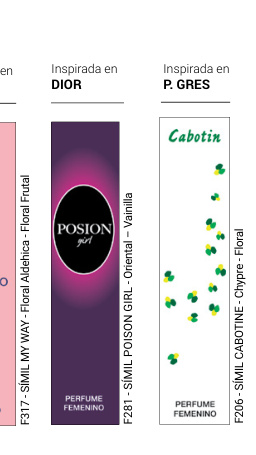 en
Inspirada en
DIOR
Inspirada en
P. GRES
F317 - SÍMIL MY WAY - Floral Aldehica - Floral Frutal
POSION
girl
PERFUME
FEMENINO
F281 - SÍMIL POISON GIRL - Oriental – Vainilla
Cabotin
PERFUME
FEMENINO
F206 - SÍMIL CABOTINE - Chypre - Floral